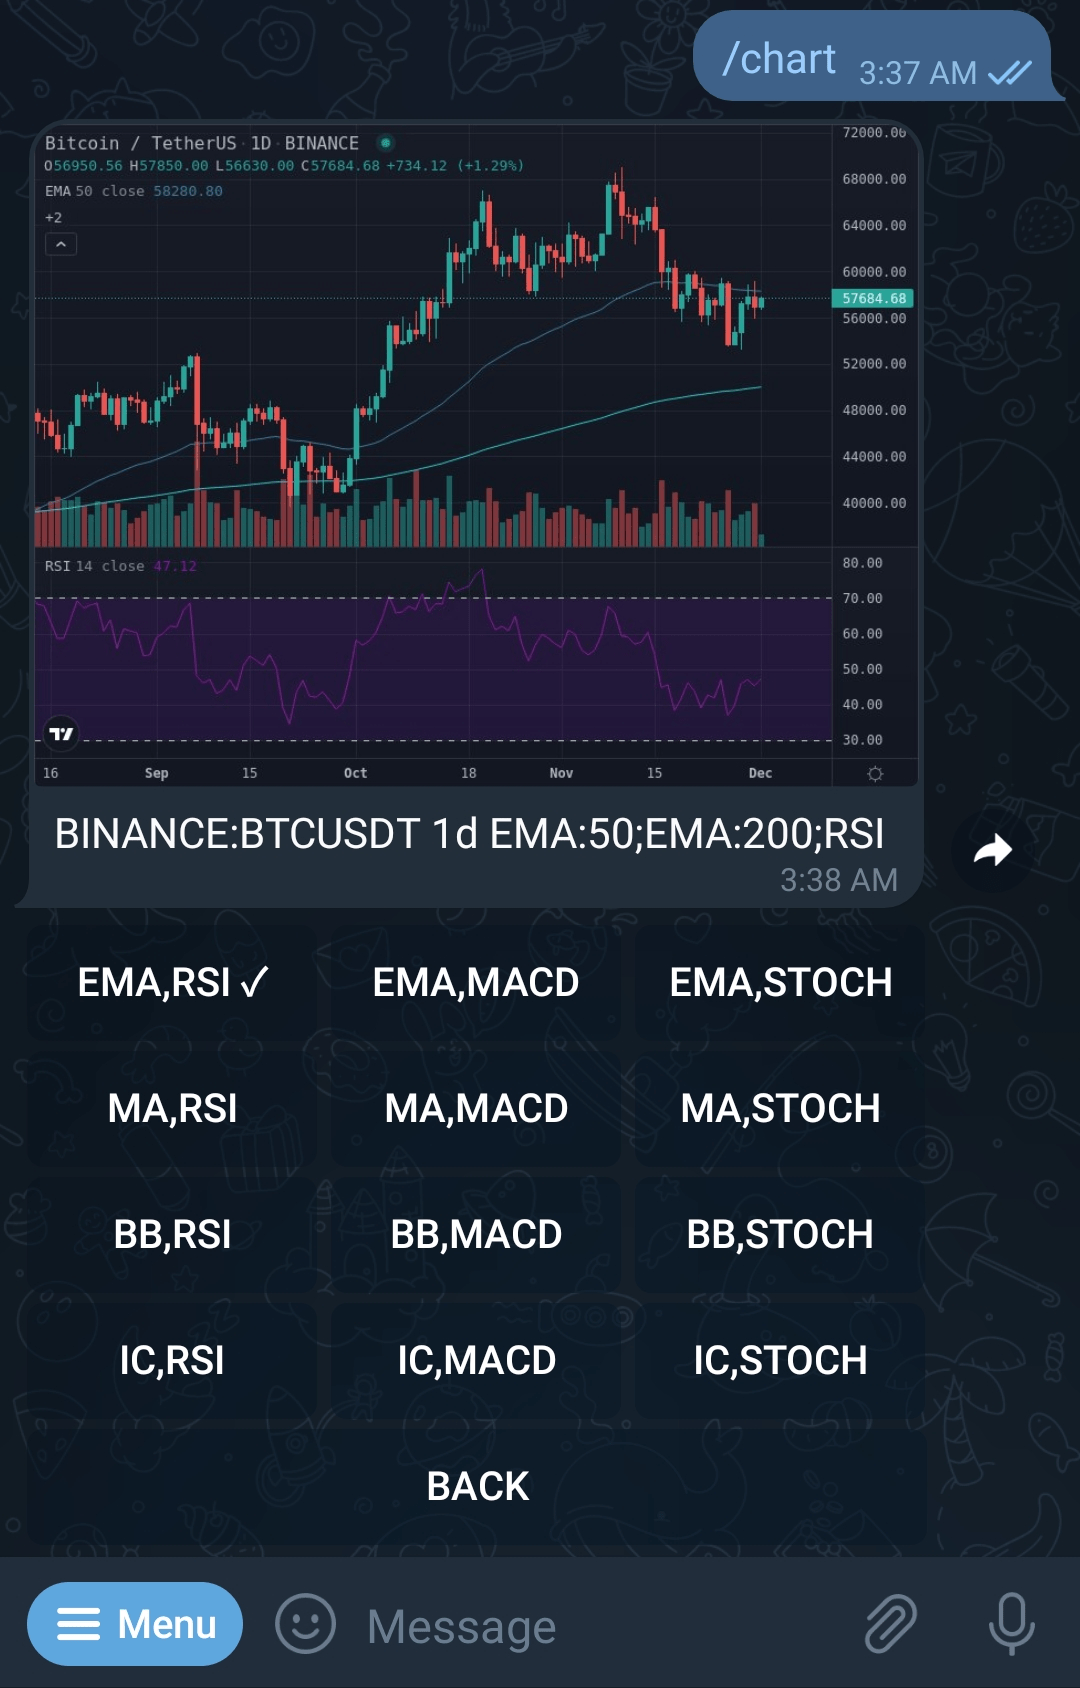 /chart 3:37 AM
Bitcoin / TetherUS · 1D · BINANCE
O56950.56 H57850.00 L56630.00 C57684.68 +734.12 (+1.29%)
EMA 50 close 58280.80
+2
72000.00
68000.00
64000.00
60000.00
57684.68
56000.00
52000.00
48000.00
44000.00
40000.00
RSI 14 close 47.12
80.00
70.00
60.00
50.00
40.00
30.00
16 Sep 15 Oct 18 Nov 15 Dec
BINANCE:BTCUSDT 1d EMA:50;EMA:200;RSI
3:38 AM
EMA,RSI ✓ EMA,MACD EMA,STOCH
MA,RSI MA,MACD MA,STOCH
BB,RSI BB,MACD BB,STOCH
IC,RSI IC,MACD IC,STOCH
BACK
Menu Message